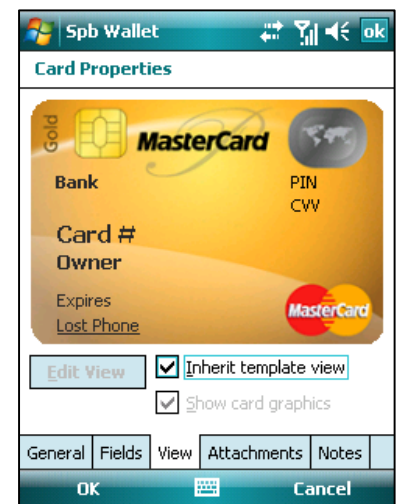 Spb Wallet ok
Card Properties
Gold
MasterCard
Bank PIN
CVV
Card #
Owner
Expires
MasterCard
Lost Phone
Edit View Inherit template view
Show card graphics
General Fields View Attachments Notes
OK Cancel